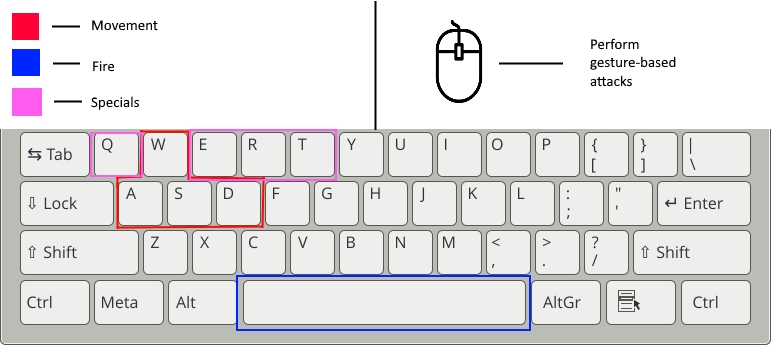 Movement
Fire
Specials
Perform
gesture-based
attacks
⇆ Tab Q W E R T Y U I O P { [ } ] | \
⇩ Lock A S D F G H J K L : ; " ' ↵ Enter
⇧ Shift Z X C V B N M < , > . ? / ⇧ Shift
Ctrl Meta Alt AltGr Ctrl